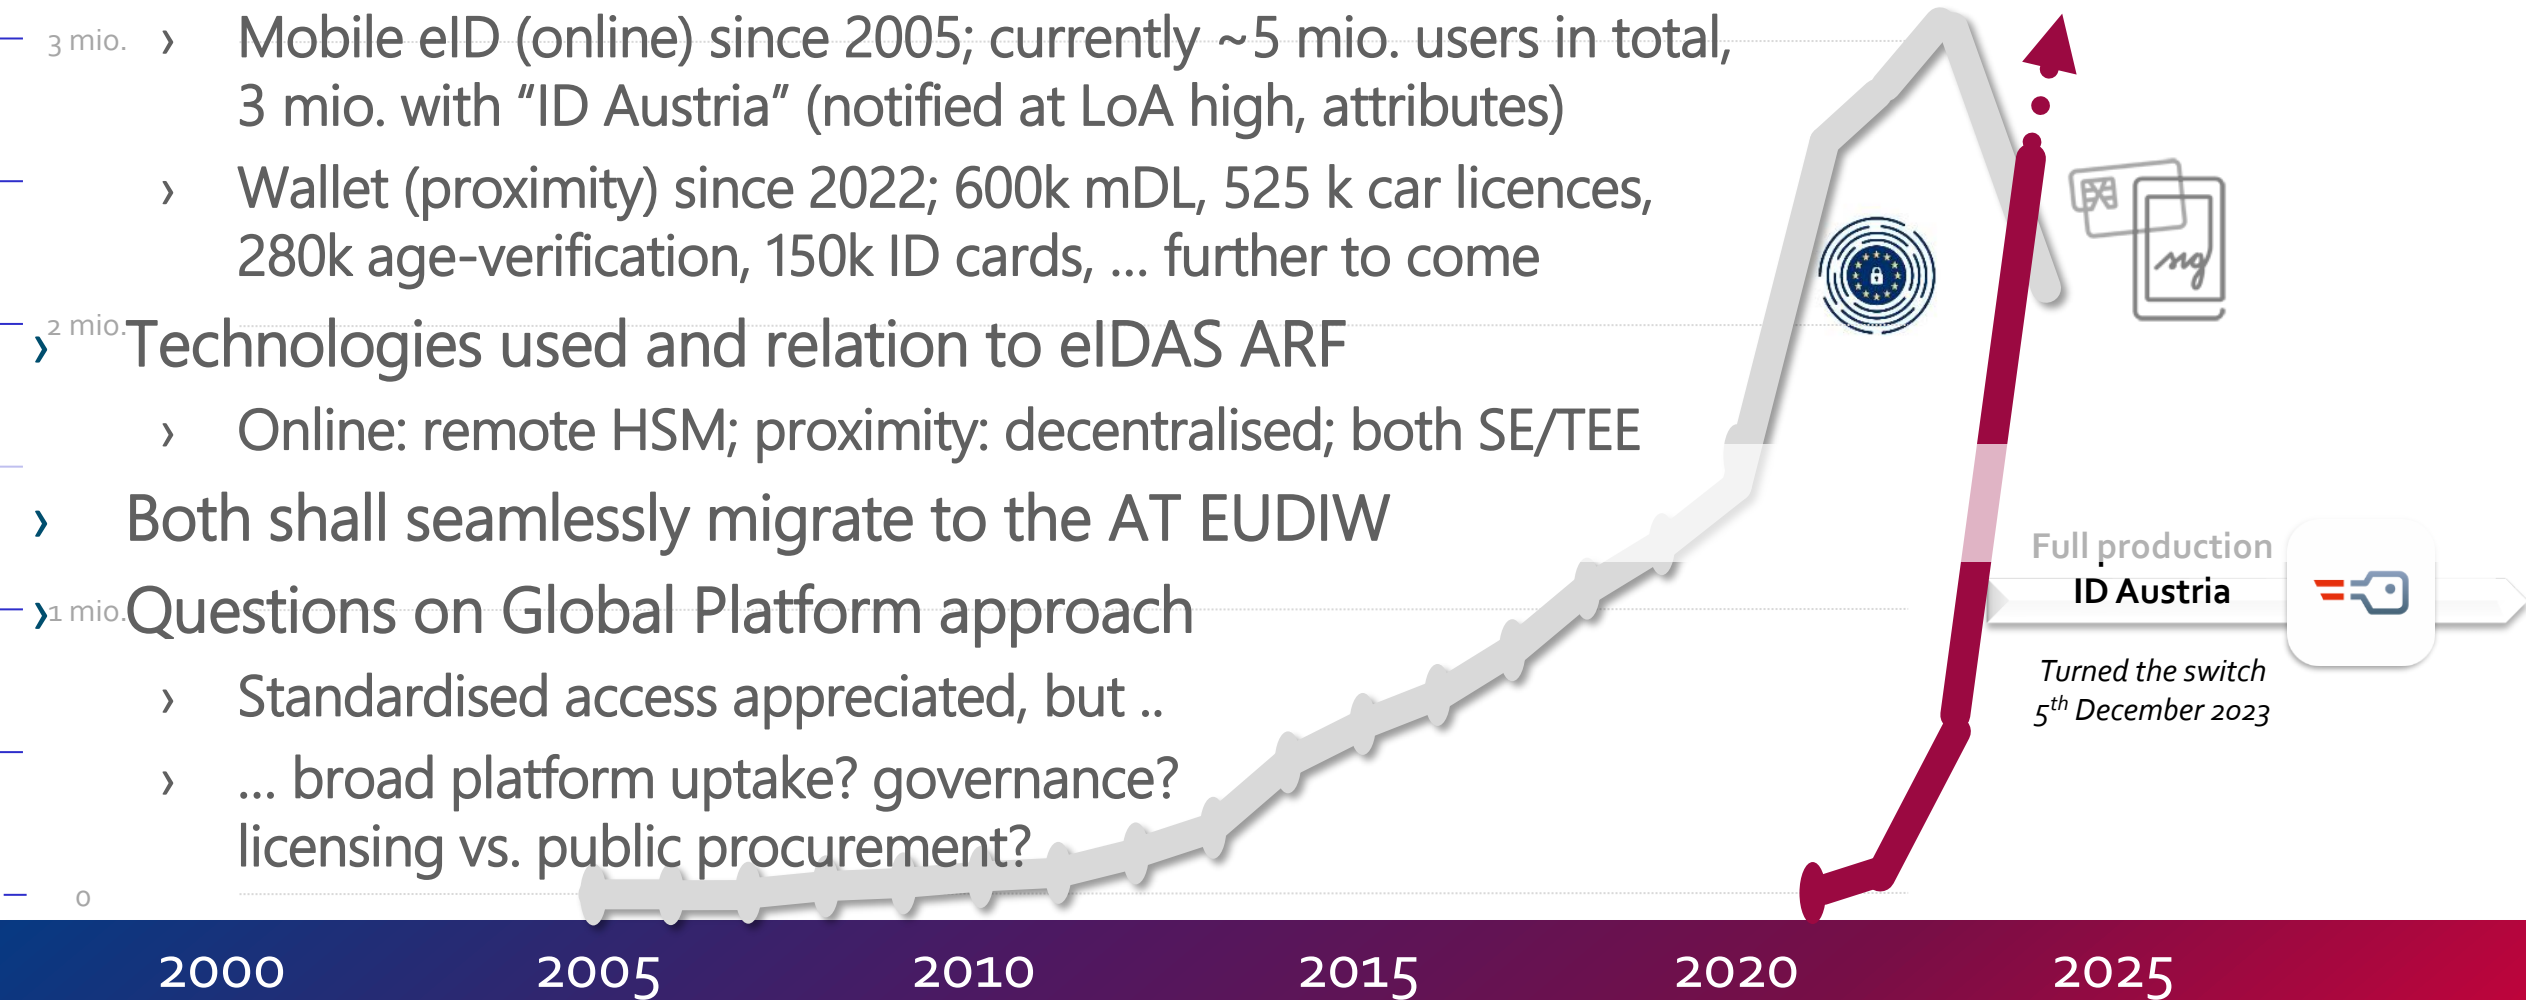 3 mio.
› Mobile eID (online) since 2005; currently ~5 mio. users in total,
3 mio. with “ID Austria” (notified at LoA high, attributes)
› Wallet (proximity) since 2022; 600k mDL, 525 k car licences,
280k age-verification, 150k ID cards, ... further to come
2 mio.
› Technologies used and relation to eIDAS ARF
› Online: remote HSM; proximity: decentralised; both SE/TEE
› Both shall seamlessly migrate to the AT EUDIW
1 mio.
› Questions on Global Platform approach
› Standardised access appreciated, but ..
› ... broad platform uptake? governance?
licensing vs. public procurement?
0
sig
Full production
ID Austria
Turned the switch
5th December 2023
2000 2005 2010 2015 2020 2025